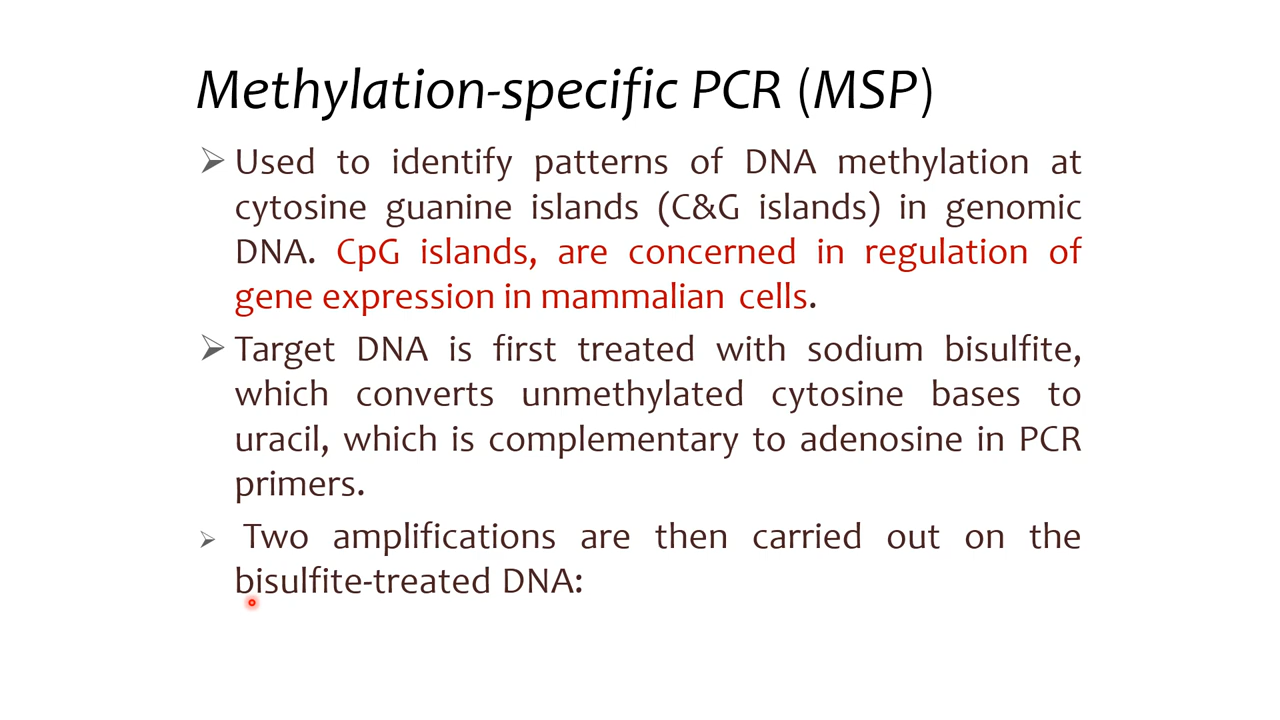 Methylation-specific PCR (MSP)
Used to identify patterns of DNA methylation at
cytosine guanine islands (C&G islands) in genomic
DNA. CpG islands, are concerned in regulation of
gene expression in mammalian cells.
Target DNA is first treated with sodium bisulfite,
which converts unmethylated cytosine bases to
uracil, which is complementary to adenosine in PCR
primers.
Two amplifications are then carried out on the
bisulfite-treated DNA: